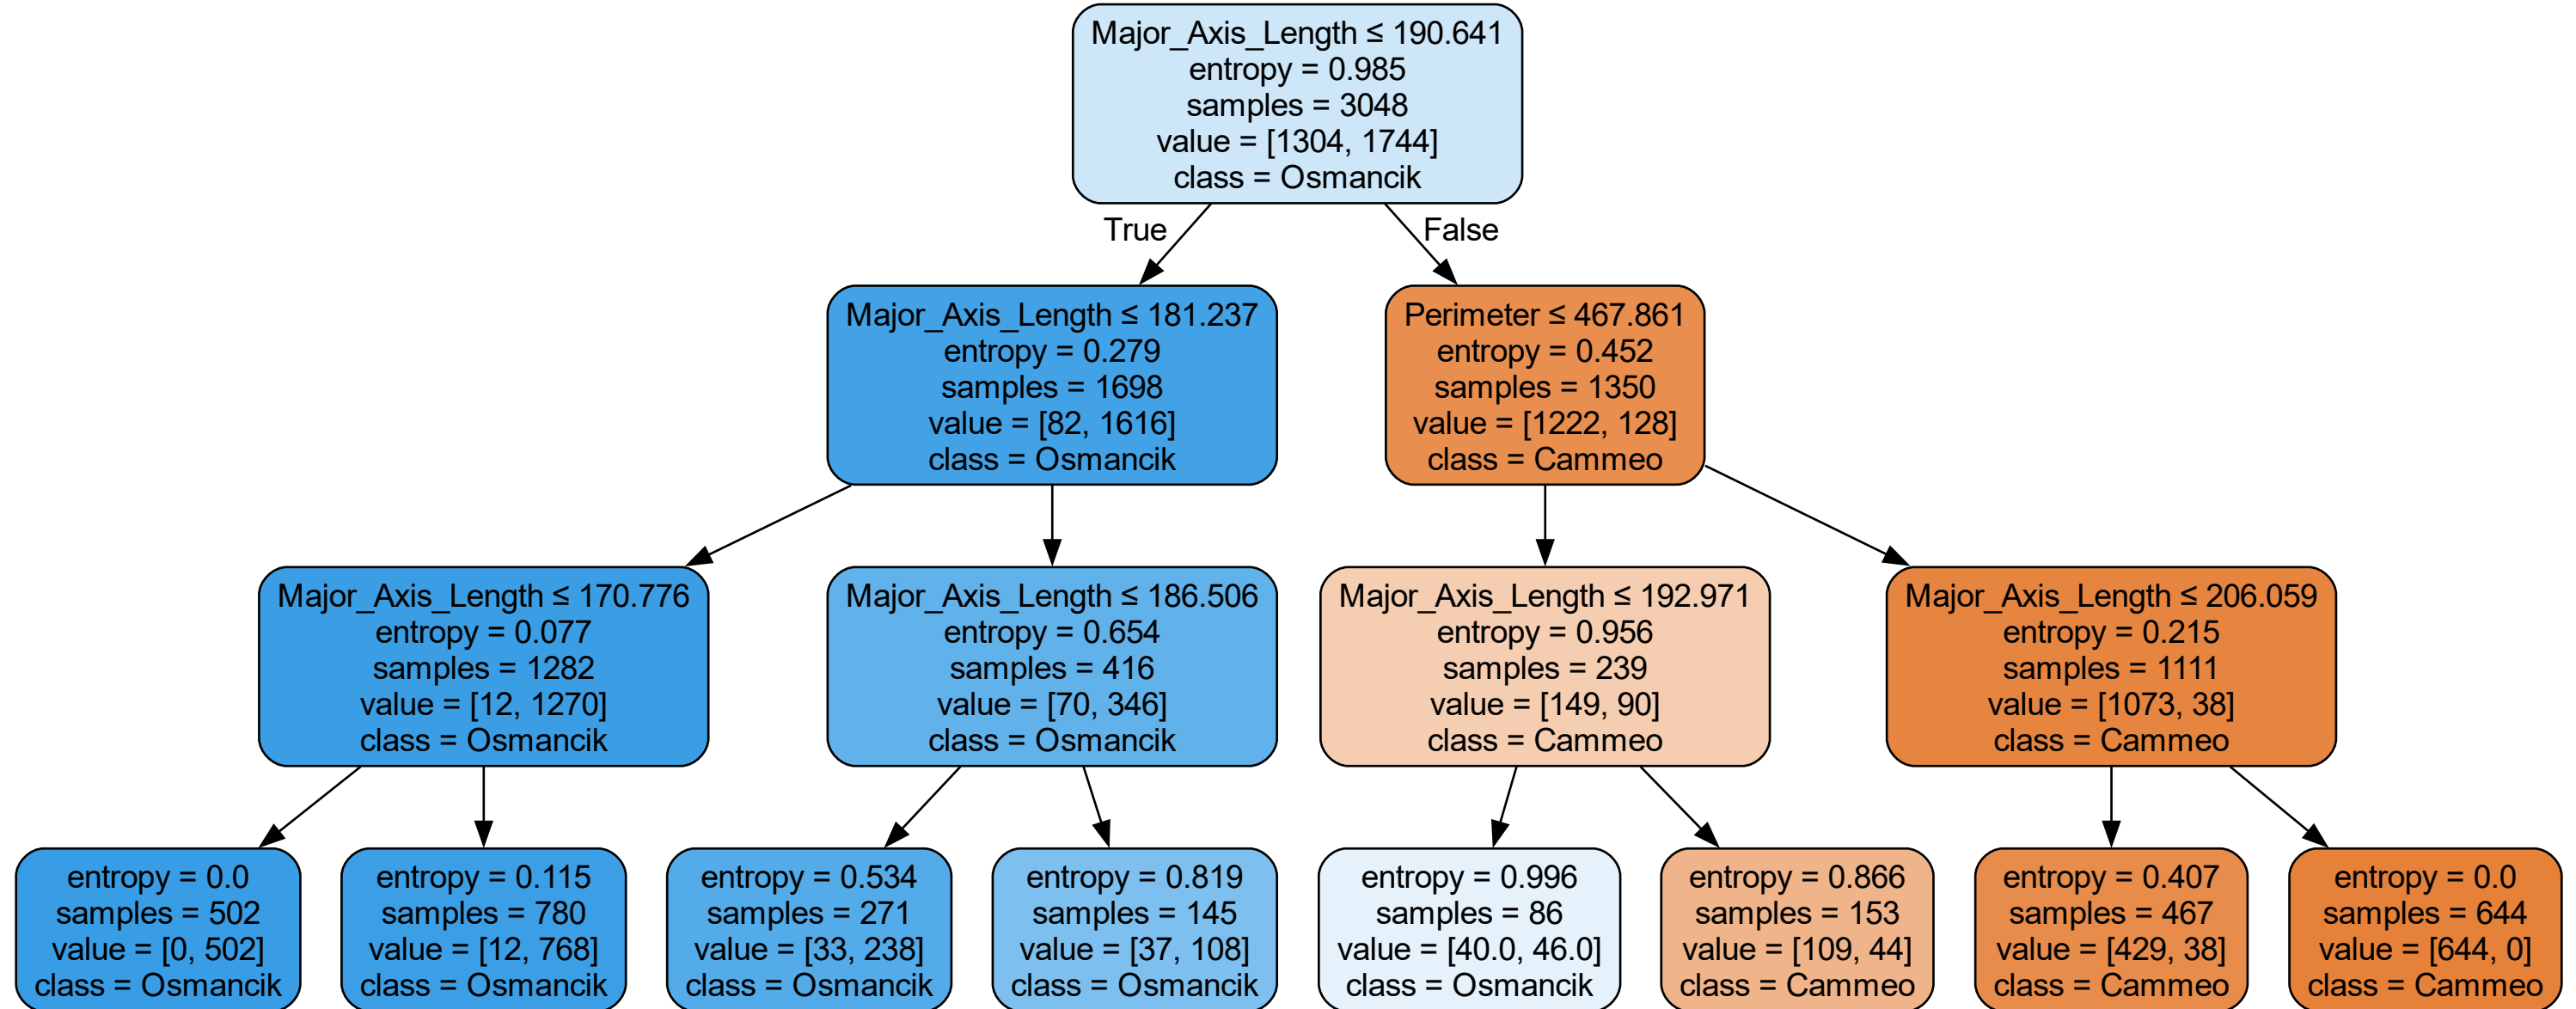 Major_Axis_Length ≤ 190.641
entropy = 0.985
samples = 3048
value = [1304, 1744]
class = Osmancik
True
False
Major_Axis_Length ≤ 181.237
entropy = 0.279
samples = 1698
value = [82, 1616]
class = Osmancik
Perimeter ≤ 467.861
entropy = 0.452
samples = 1350
value = [1222, 128]
class = Cammeo
Major_Axis_Length ≤ 170.776
entropy = 0.077
samples = 1282
value = [12, 1270]
class = Osmancik
Major_Axis_Length ≤ 186.506
entropy = 0.654
samples = 416
value = [70, 346]
class = Osmancik
Major_Axis_Length ≤ 192.971
entropy = 0.956
samples = 239
value = [149, 90]
class = Cammeo
Major_Axis_Length ≤ 206.059
entropy = 0.215
samples = 1111
value = [1073, 38]
class = Cammeo
entropy = 0.0
samples = 502
value = [0, 502]
class = Osmancik
entropy = 0.115
samples = 780
value = [12, 768]
class = Osmancik
entropy = 0.534
samples = 271
value = [33, 238]
class = Osmancik
entropy = 0.819
samples = 145
value = [37, 108]
class = Osmancik
entropy = 0.996
samples = 86
value = [40.0, 46.0]
class = Osmancik
entropy = 0.866
samples = 153
value = [109, 44]
class = Cammeo
entropy = 0.407
samples = 467
value = [429, 38]
class = Cammeo
entropy = 0.0
samples = 644
value = [644, 0]
class = Cammeo